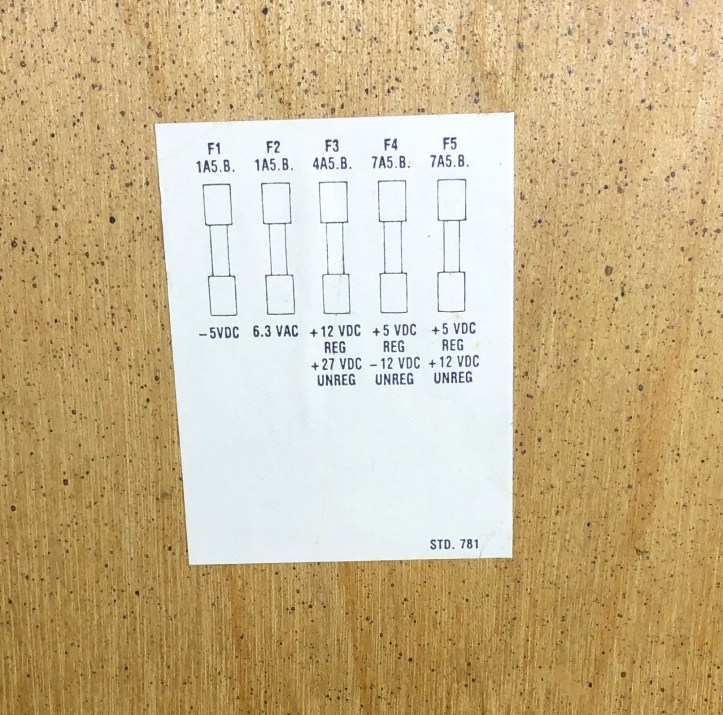 F1 F2 F3 F4 F5
1A5.B. 1A5.B. 4A5.B. 7A5.B. 7A5.B.
-5VDC 6.3 VAC +12 VDC +5 VDC +5 VDC
REG REG REG
+27 VDC -12 VDC +12 VDC
UNREG UNREG UNREG
STD. 781